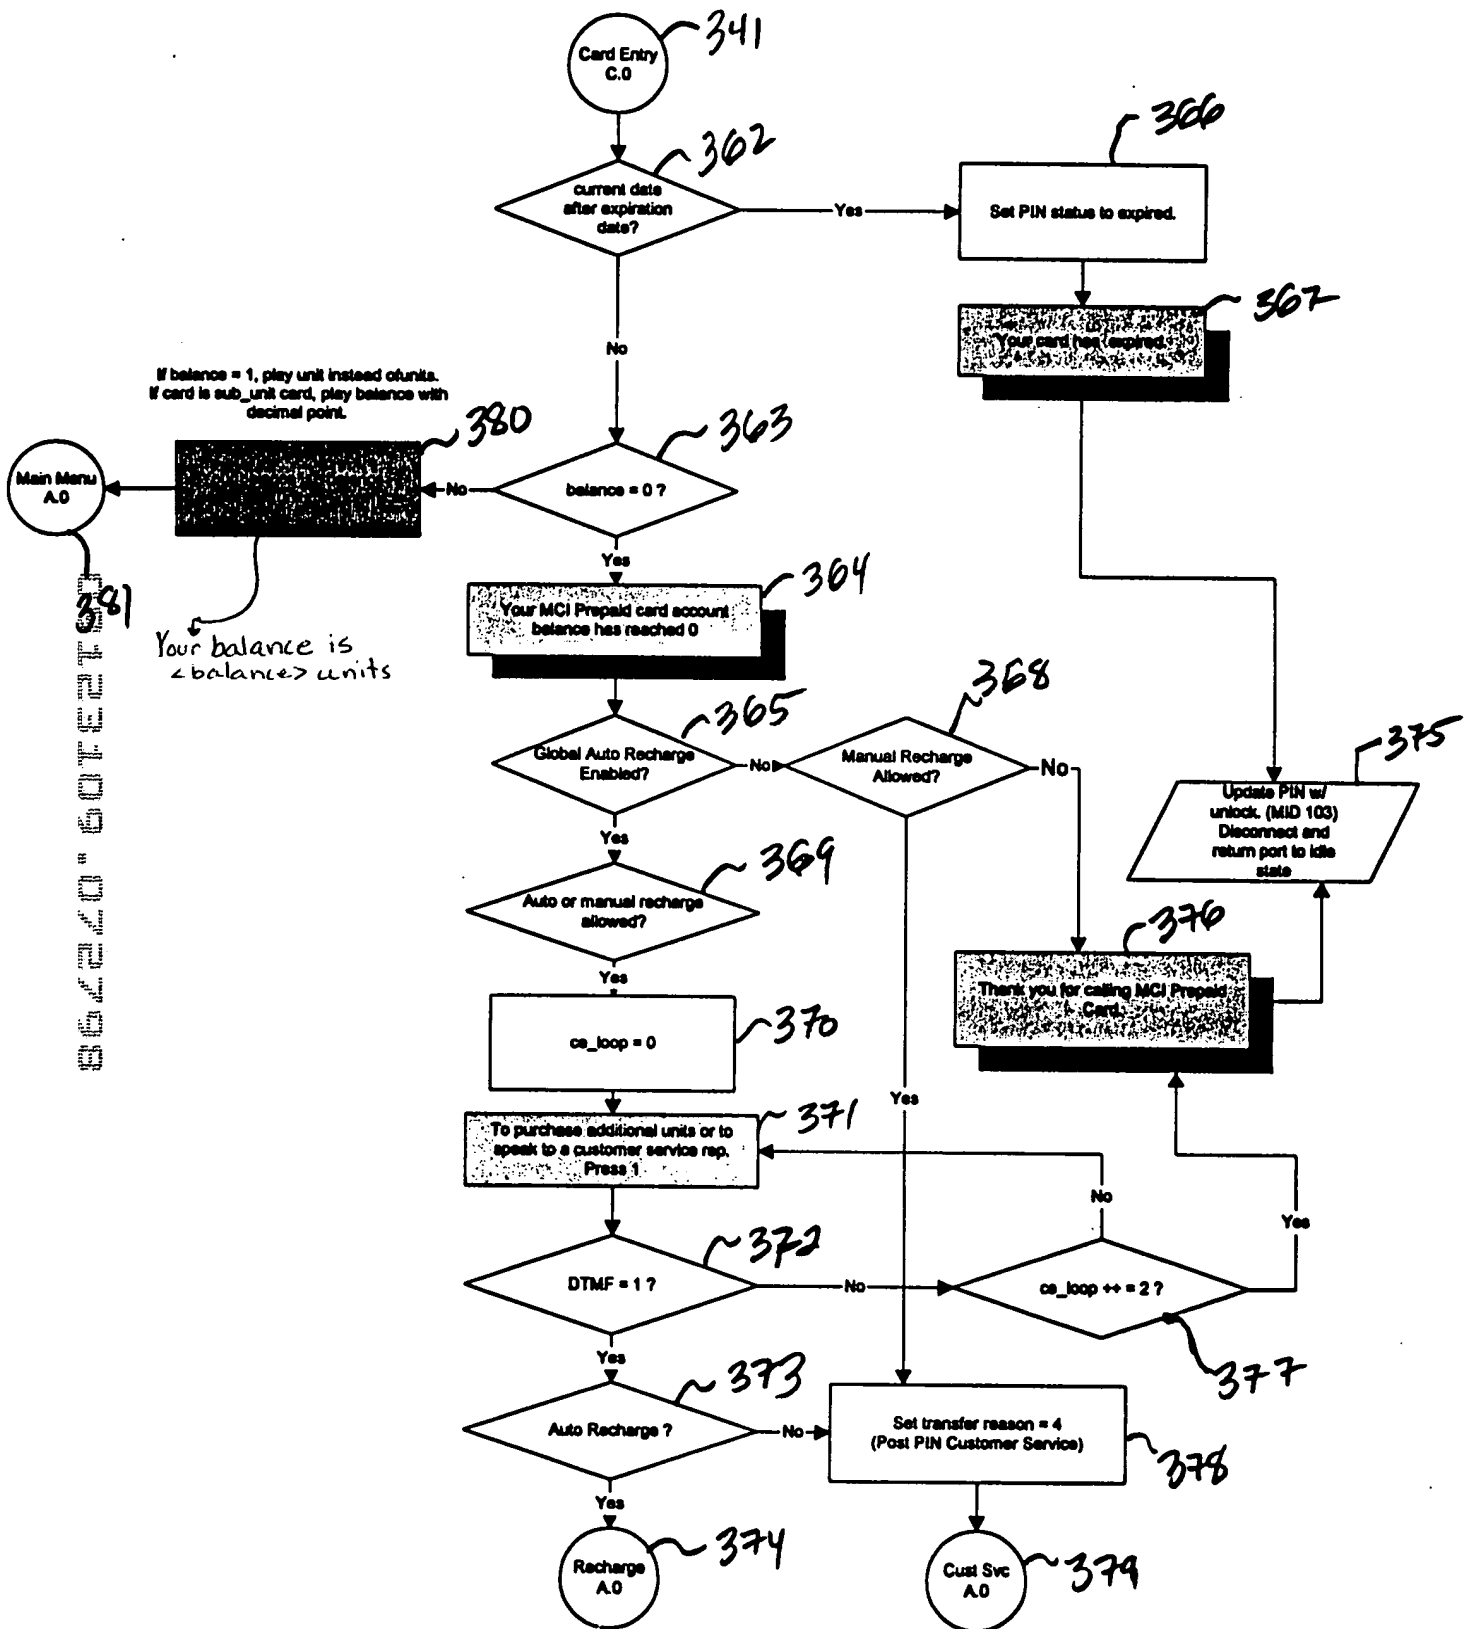 Card Entry
C.0
341
current date
after expiration
date?
362
Yes
366
Set PIN status to expired.
367
Your card has expired.
No
If balance = 1, play unit instead ofunits.
If card is sub_unit card, play balance with
decimal point.
380
363
Main Menu
A.0
No
balance = 0 ?
381
Your balance is
<balance> units
Yes
364
Your MCI Prepaid card account
balance has reached 0
365
368
Global Auto Recharge
Enabled?
No
Manual Recharge
Allowed?
No
375
Update PIN w/
unlock. (MID 103)
Disconnect and
return port to idle
state
Yes
369
Auto or manual recharge
allowed?
376
Thank you for calling MCI Prepaid
Card.
Yes
370
ce_loop = 0
Yes
371
To purchase additional units or to
speak to a customer service rep,
Press 1
No
Yes
372
DTMF = 1 ?
No
ce_loop ++ = 2 ?
377
Yes
373
Auto Recharge ?
No
Set transfer reason = 4
(Post PIN Customer Service)
378
Yes
Recharge
A.0
374
Cust Svc
A.0
379